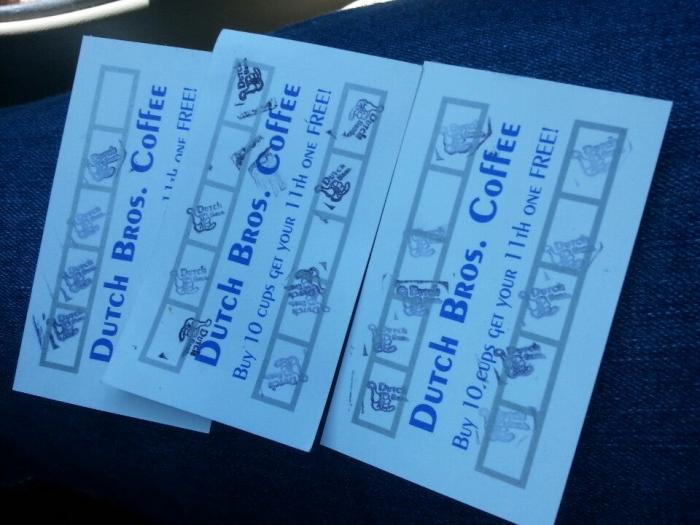 Dutch Bros. Coffee
11th ONE FREE!
Dutch Bros. Coffee
Buy 10 cups GET your 11th ONE FREE!
Dutch Bros. Coffee
Buy 10 cups GET your 11th ONE FREE!